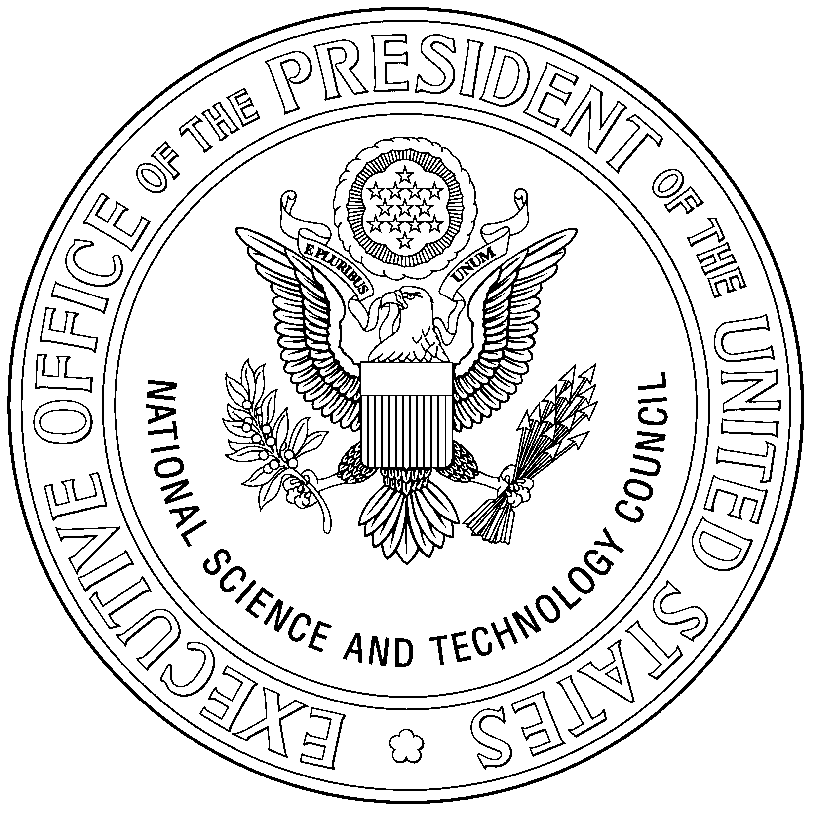 EXECUTIVE OFFICE OF THE PRESIDENT OF THE UNITED STATES
E PLURIBUS UNUM
NATIONAL SCIENCE AND TECHNOLOGY COUNCIL